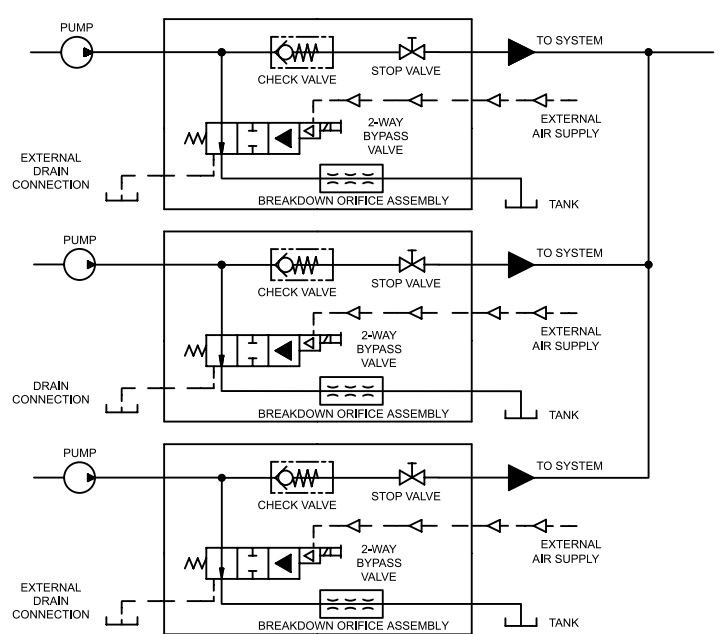 PUMP
TO SYSTEM
CHECK VALVE
STOP VALVE
2-WAY
BYPASS
VALVE
EXTERNAL
AIR SUPPLY
EXTERNAL
DRAIN
CONNECTION
BREAKDOWN ORIFICE ASSEMBLY
TANK
PUMP
TO SYSTEM
CHECK VALVE
STOP VALVE
2-WAY
BYPASS
VALVE
EXTERNAL
AIR SUPPLY
DRAIN
CONNECTION
BREAKDOWN ORIFICE ASSEMBLY
TANK
PUMP
TO SYSTEM
CHECK VALVE
STOP VALVE
2-WAY
BYPASS
VALVE
EXTERNAL
AIR SUPPLY
EXTERNAL
DRAIN
CONNECTION
BREAKDOWN ORIFICE ASSEMBLY
TANK